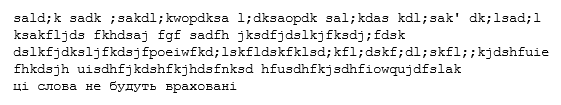 sald;k sadk ;sakdl;kwopdksa l;dksaopdk sal;kdas kdl;sak' dk;lsad;l
ksakfljds fkhdsaj fgf sadfh jksdfjdslkjfksdj;fdsk
dslkfjdksljfkdsjfpoeiwfkd;lskfldskfklsd;kfl;dskf;dl;skfl;;kjdshfuie
fhkdsjh uisdhfjkdshfkjhdsfnksd hfusdhfkjsdhfiowqujdfslak
ці слова не будуть враховані